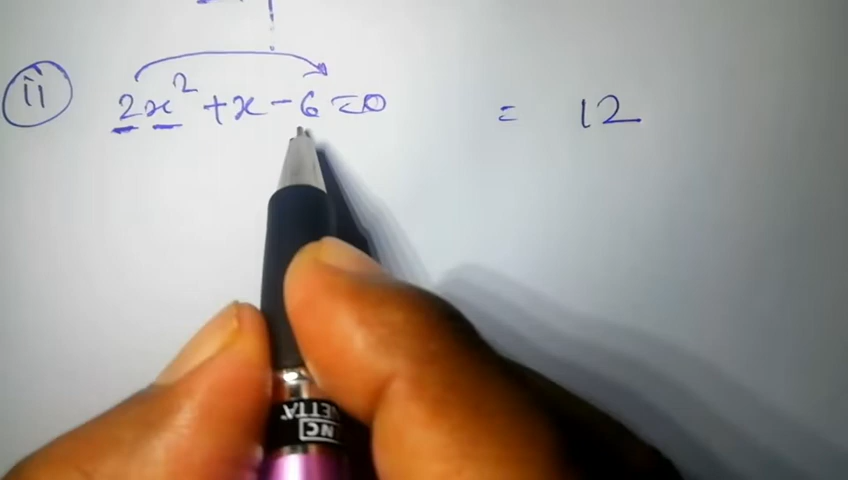 ii 2x² + x - 6 = 0 = 12